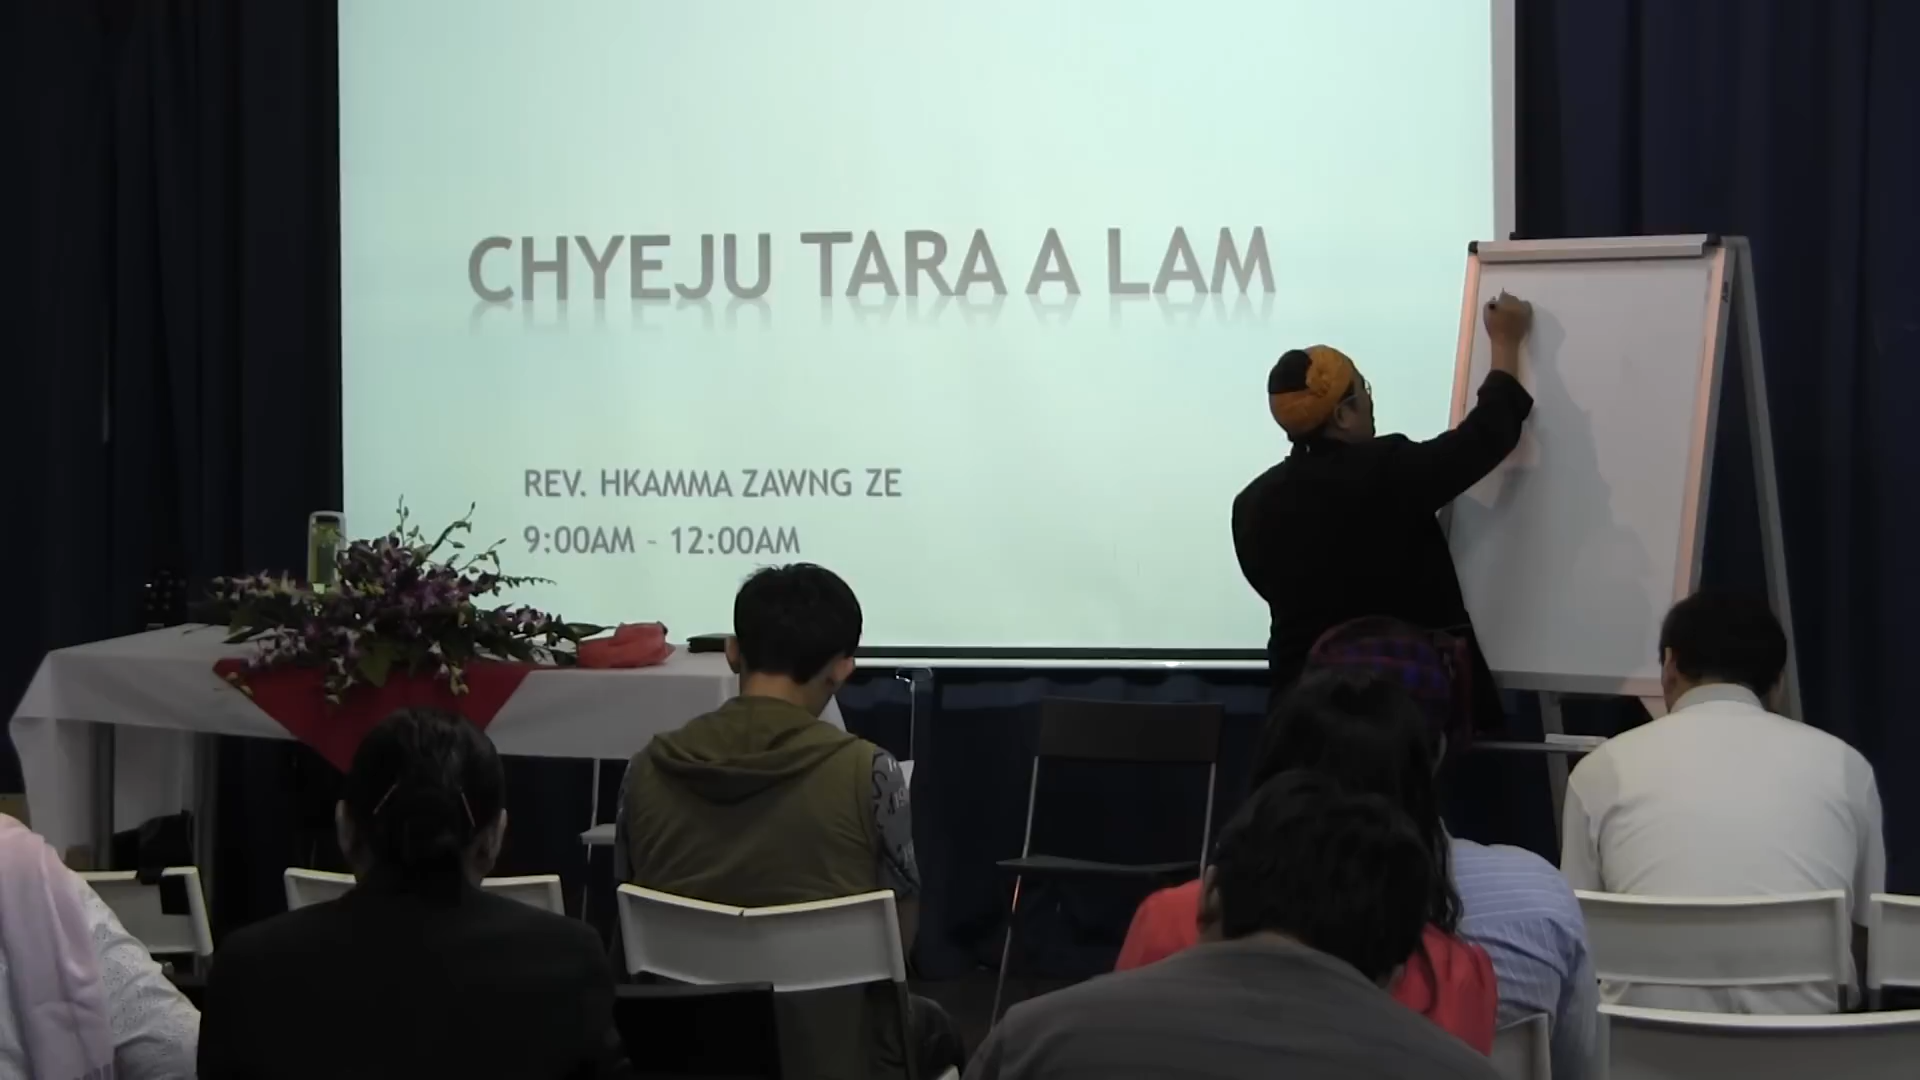 CHYEJU TARA A LAM
REV. HKAMMA ZAWNG ZE
9:00AM – 12:00AM